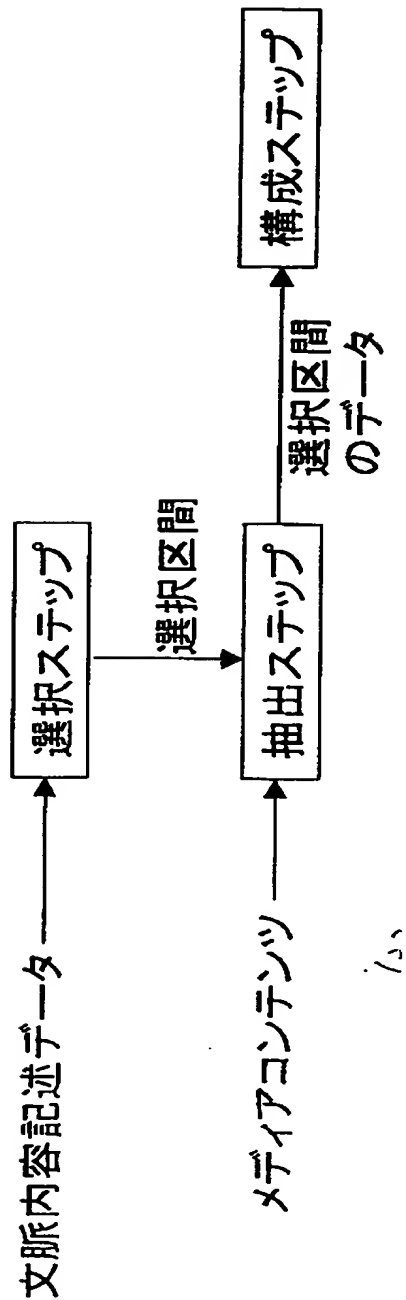 文脈内容記述データ
選択ステップ
選択区間
メディアコンテンツ
抽出ステップ
選択区間
のデータ
構成ステップ